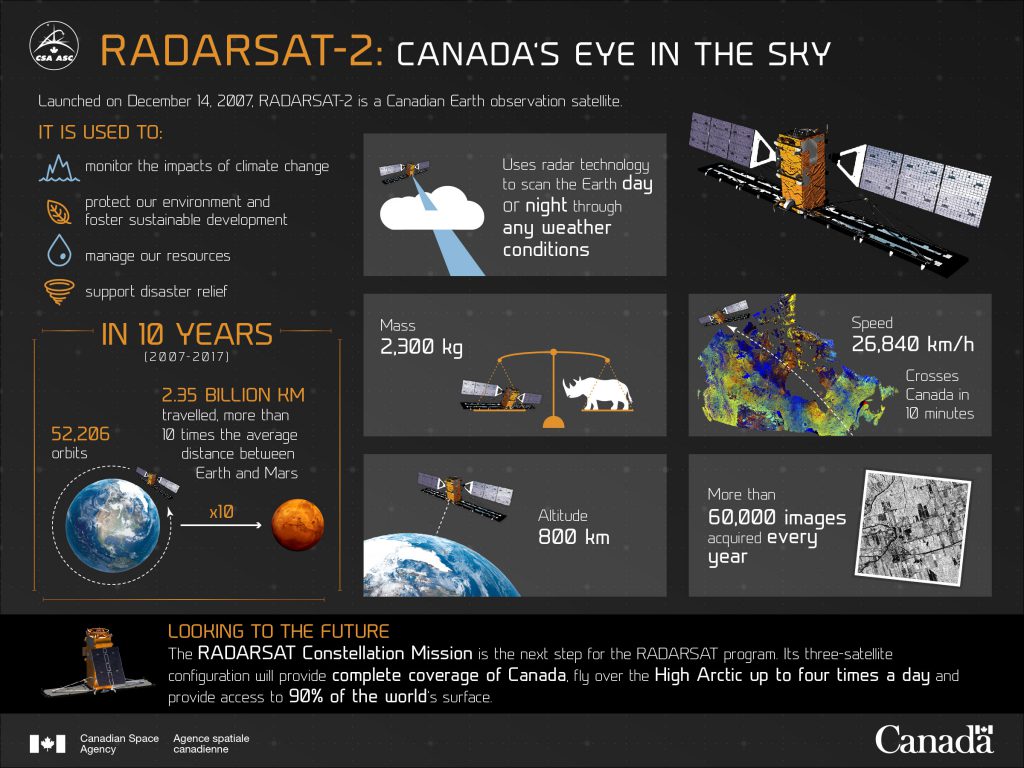 CSA ASC
RADARSAT-2: CANADA'S EYE IN THE SKY
Launched on December 14, 2007, RADARSAT-2 is a Canadian Earth observation satellite.
IT IS USED TO:
monitor the impacts of climate change
protect our environment and
foster sustainable development
manage our resources
support disaster relief
Uses radar technology
to scan the Earth day
or night through
any weather
conditions
Mass
2,300 kg
Speed
26,840 km/h
Crosses
Canada in
10 minutes
IN 10 YEARS
(2007-2017)
2.35 BILLION KM
travelled, more than
10 times the average
distance between
Earth and Mars
52,206
orbits
x10
Altitude
800 km
More than
60,000 images
acquired every
year
LOOKING TO THE FUTURE
The RADARSAT Constellation Mission is the next step for the RADARSAT program. Its three-satellite
configuration will provide complete coverage of Canada, fly over the High Arctic up to four times a day and
provide access to 90% of the world's surface.
Canadian Space
Agency
Agence spatiale
canadienne
Canada